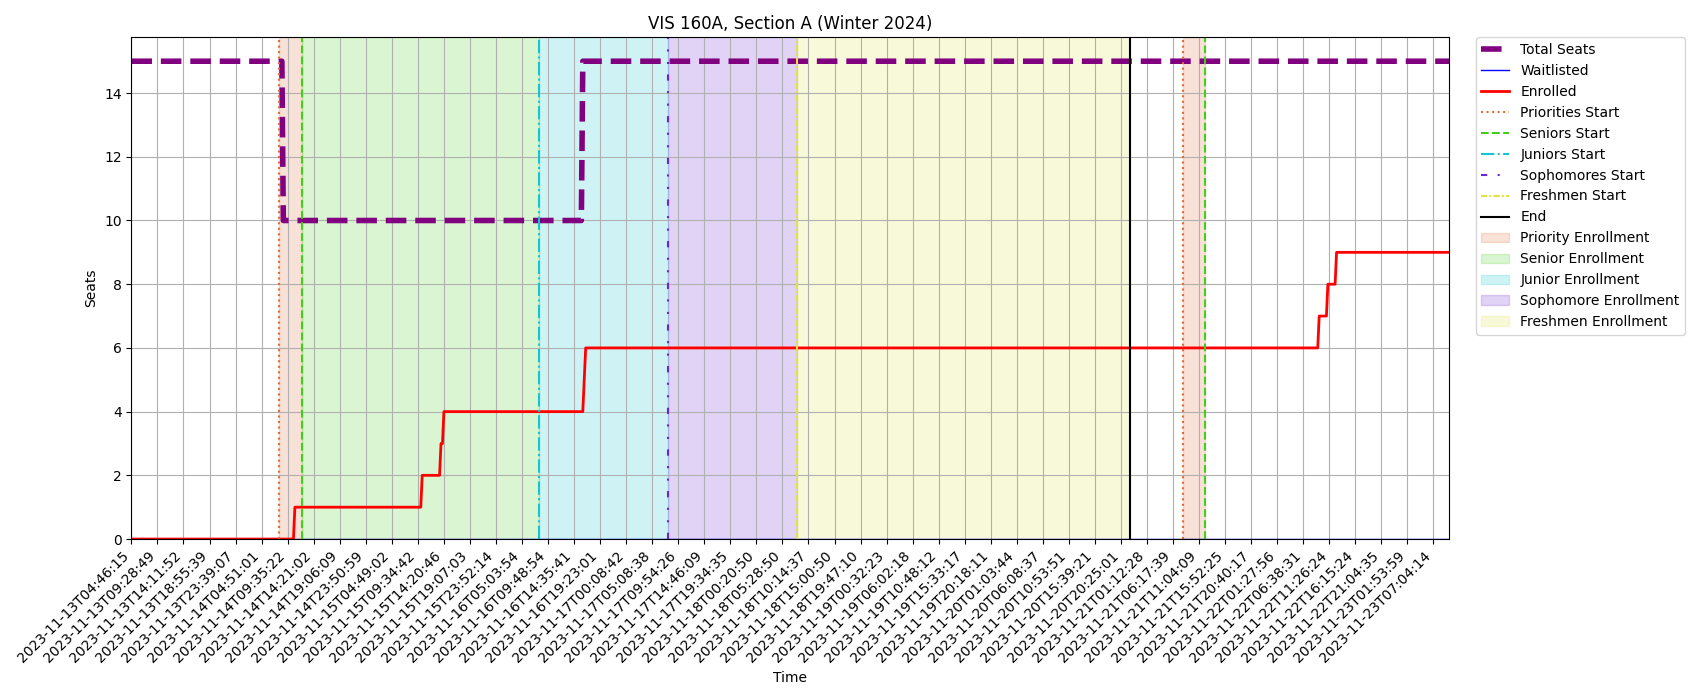 VIS 160A, Section A (Winter 2024)
Total Seats
Waitlisted
Enrolled
Priorities Start
Seniors Start
Juniors Start
Sophomores Start
Freshmen Start
End
Priority Enrollment
Senior Enrollment
Junior Enrollment
Sophomore Enrollment
Freshmen Enrollment
Seats
14
12
10
8
6
4
2
0
2023-11-13T04:46:15
2023-11-13T09:28:49
2023-11-13T14:11:52
2023-11-13T18:55:39
2023-11-13T23:39:07
2023-11-14T04:51:01
2023-11-14T09:35:22
2023-11-14T14:21:02
2023-11-14T19:06:09
2023-11-14T23:50:59
2023-11-15T04:49:02
2023-11-15T09:34:42
2023-11-15T14:20:46
2023-11-15T19:07:03
2023-11-15T23:52:14
2023-11-16T05:03:54
2023-11-16T09:48:54
2023-11-16T14:35:41
2023-11-16T19:23:01
2023-11-17T00:08:42
2023-11-17T05:08:38
2023-11-17T09:54:26
2023-11-17T14:46:09
2023-11-17T19:34:35
2023-11-18T00:20:50
2023-11-18T05:28:50
2023-11-18T10:14:37
2023-11-18T15:00:50
2023-11-18T19:47:10
2023-11-19T00:32:23
2023-11-19T06:02:18
2023-11-19T10:48:12
2023-11-19T15:33:17
2023-11-19T20:18:11
2023-11-20T01:03:44
2023-11-20T06:08:37
2023-11-20T10:53:51
2023-11-20T15:39:21
2023-11-20T20:25:01
2023-11-21T01:12:28
2023-11-21T06:17:39
2023-11-21T11:04:09
2023-11-21T15:52:25
2023-11-21T20:40:17
2023-11-22T01:27:56
2023-11-22T06:38:31
2023-11-22T11:26:24
2023-11-22T16:15:24
2023-11-22T21:04:35
2023-11-23T01:53:59
2023-11-23T07:04:14
Time